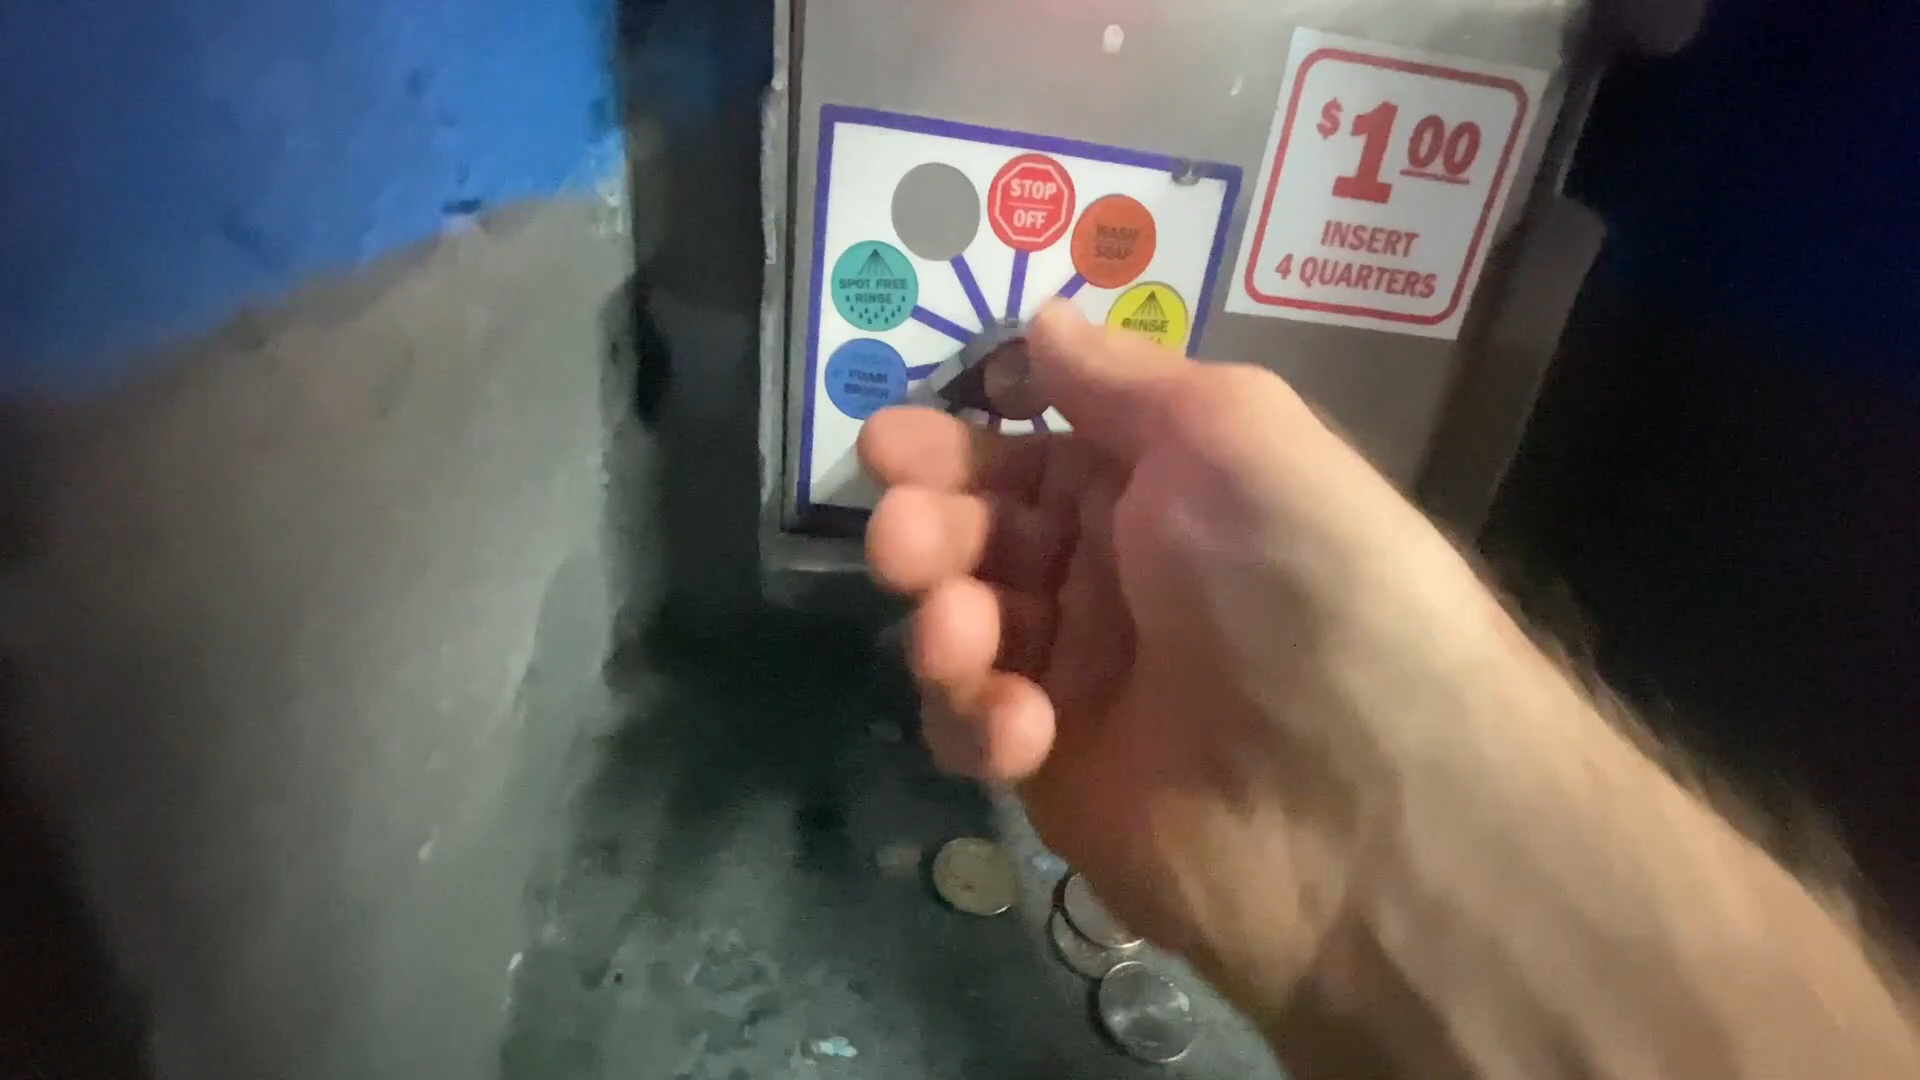 STOP
OFF
WASH
SOAP
SPOT FREE
RINSE
RINSE
FOAM
BRUSH
$1.00
INSERT
4 QUARTERS